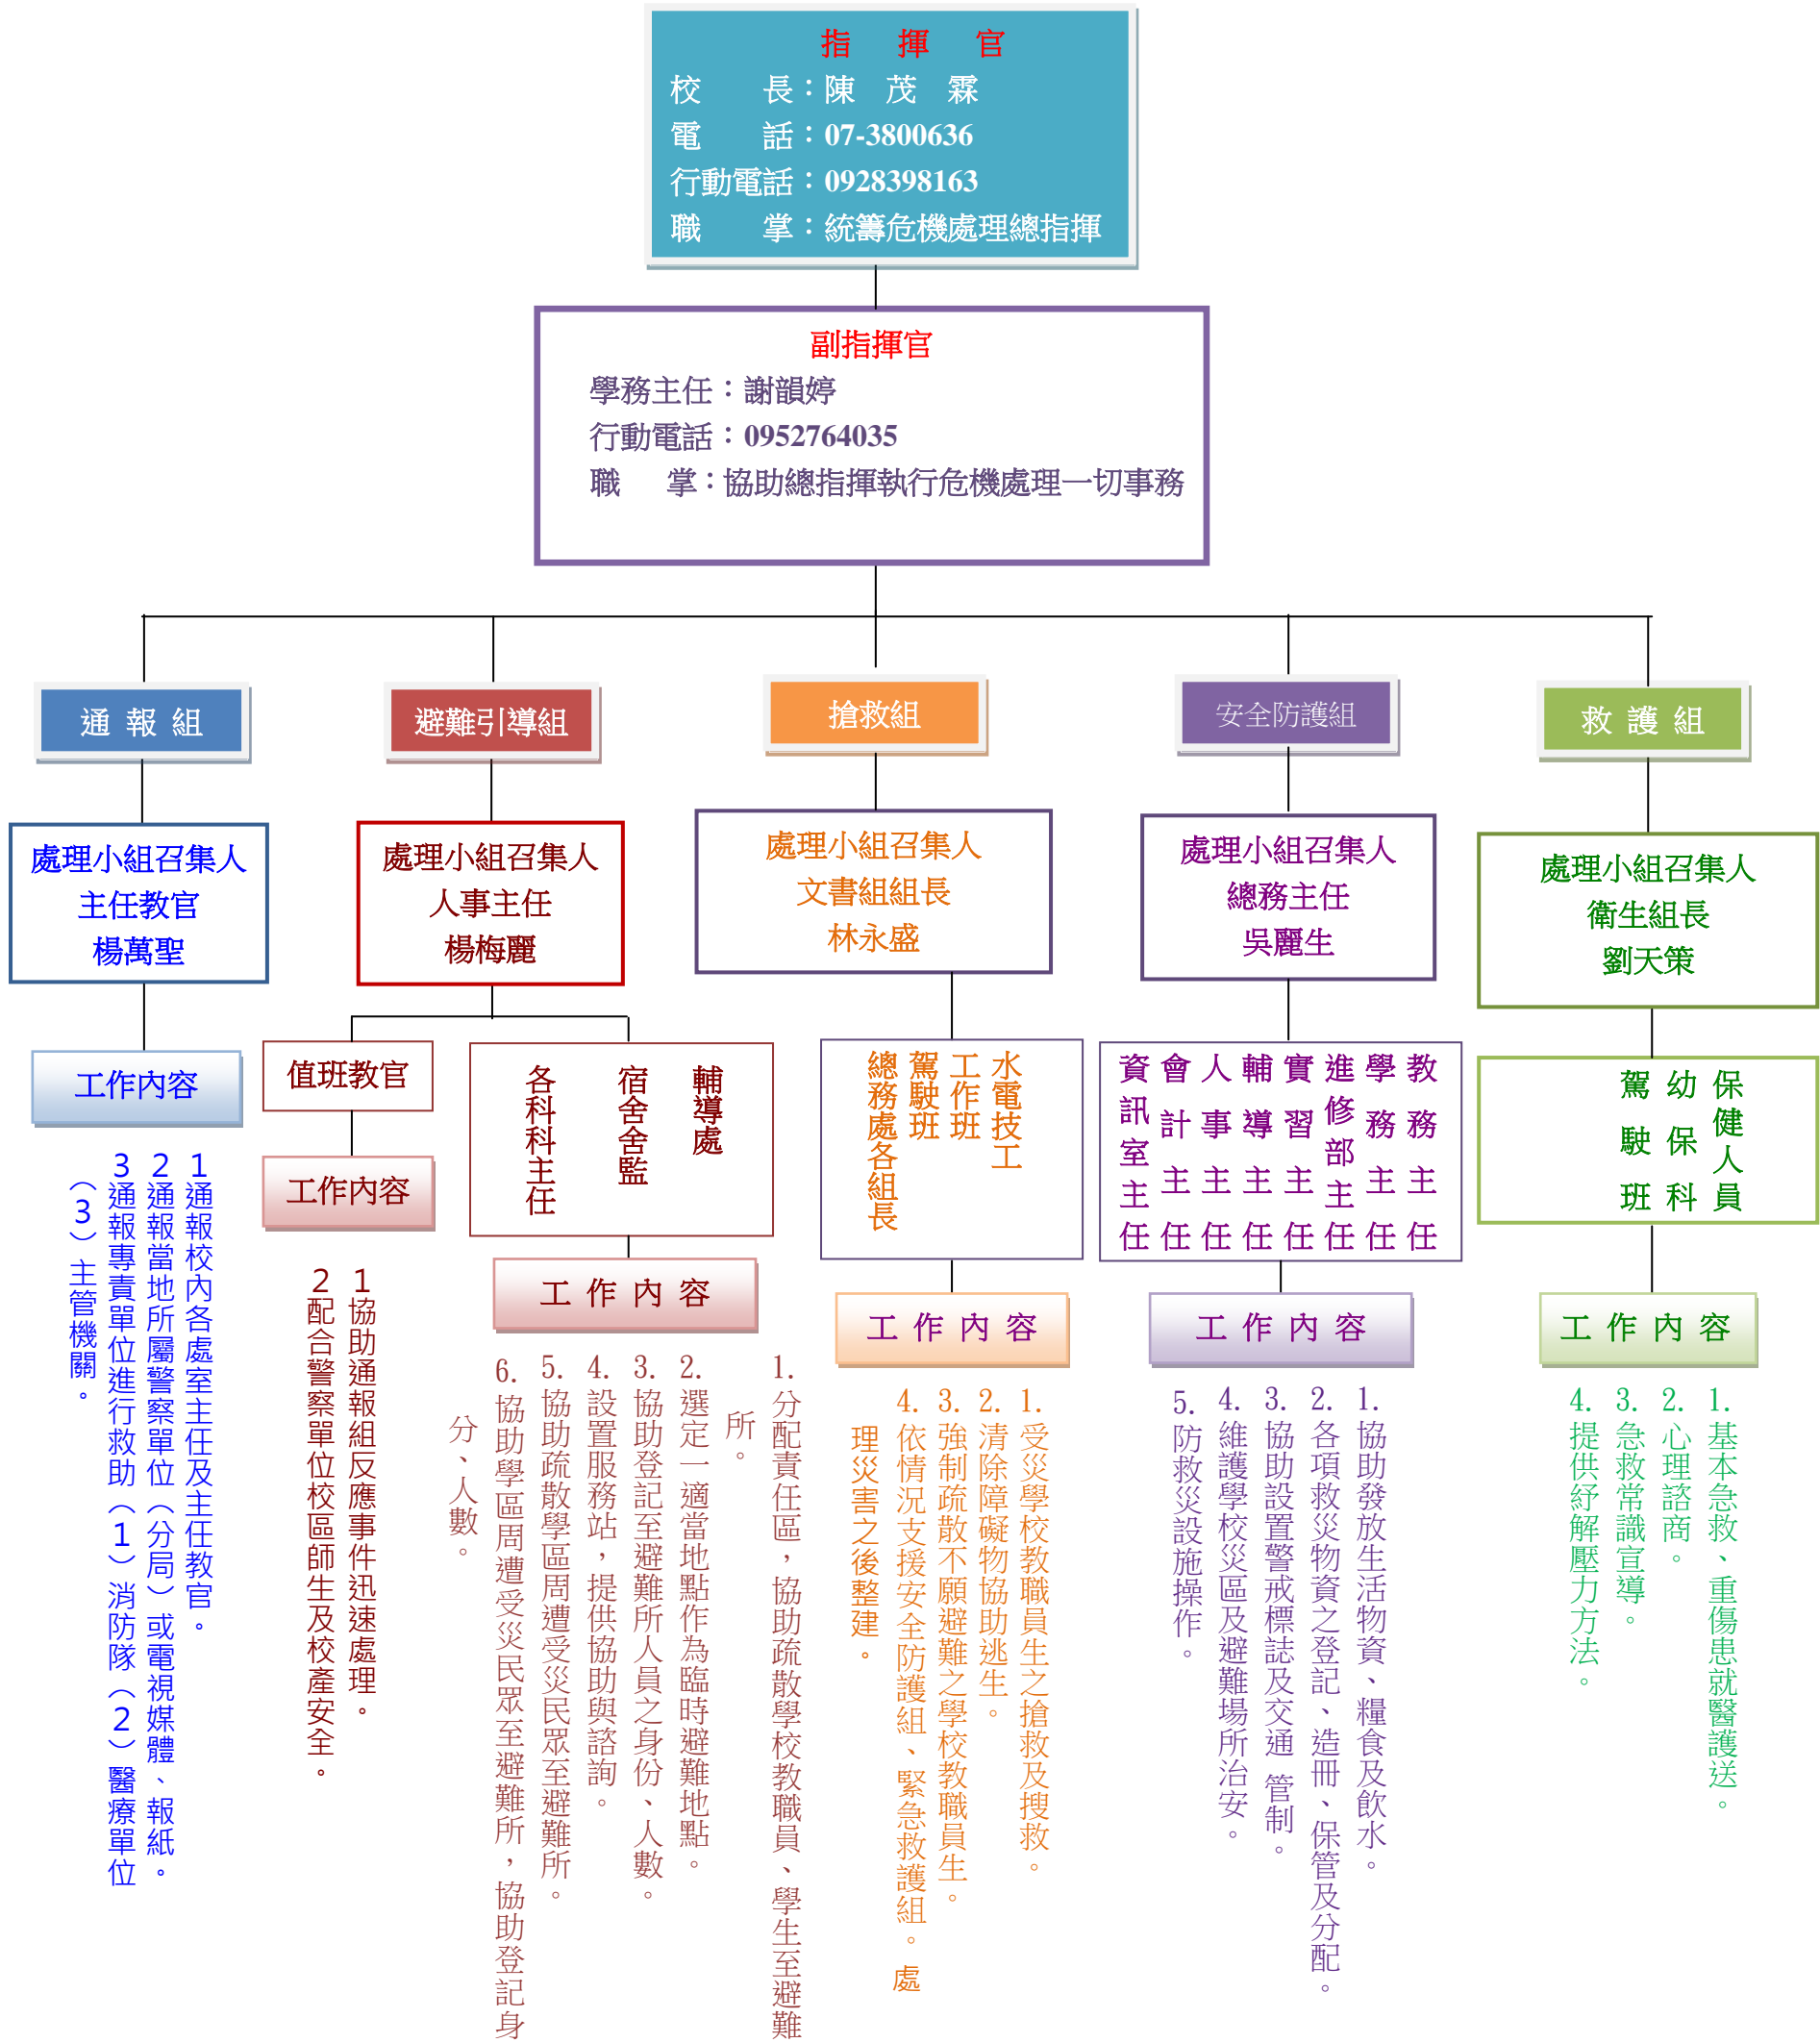 指 揮 官
校 長：陳 茂 霖
電 話：07-3800636
行動電話：0928398163
職 掌：統籌危機處理總指揮
副指揮官
學務主任：謝韻婷
行動電話：0952764035
職 掌：協助總指揮執行危機處理一切事務
通 報 組
避難引導組
搶救組
安全防護組
救 護 組
處理小組召集人
主任教官
楊萬聖
處理小組召集人
人事主任
楊梅麗
處理小組召集人
文書組組長
林永盛
處理小組召集人
總務主任
吳麗生
處理小組召集人
衛生組長
劉天策
工作內容
1通報校內各處室主任及主任教官。
2通報當地所屬警察單位（分局）或電視媒體、報紙。
3通報專責單位進行救助（1）消防隊（2）醫療單位
（3）主管機關。
值班教官
工作內容
1協助通報組反應事件迅速處理。
2配合警察單位校區師生及校產安全。
輔導處
宿舍舍監
各科科主任
工 作 內 容
1. 分配責任區，協助疏散學校教職員、學生至避難
所。
2. 選定一適當地點作為臨時避難地點。
3. 協助登記至避難所人員之身份、人數。
4. 設置服務站，提供協助與諮詢。
5. 協助疏散學區周遭受災民眾至避難所。
6. 協助學區周遭受災民眾至避難所，協助登記身
分、人數。
水電技工
工作班
駕駛班
總務處各組長
工 作 內 容
1. 受災學校教職員生之搶救及搜救。
2. 清除障礙物協助逃生。
3. 強制疏散不願避難之學校教職員生。
4. 依情況支援安全防護組、緊急救護組。處
理災害之後整建。
教務主任
學務主任
進修部主任
實習主任
輔導主任
人事主任
會計主任
資訊室主任
工 作 內 容
1. 協助發放生活物資、糧食及飲水。
2. 各項救災物資之登記、造冊、保管及分配。
3. 協助設置警戒標誌及交通 管制。
4. 維護學校災區及避難場所治安。
5. 防救災設施操作。
保健人員
幼保科
駕駛班
工 作 內 容
1. 基本急救、重傷患就醫護送。
2. 心理諮商。
3. 急救常識宣導。
4. 提供紓解壓力方法。